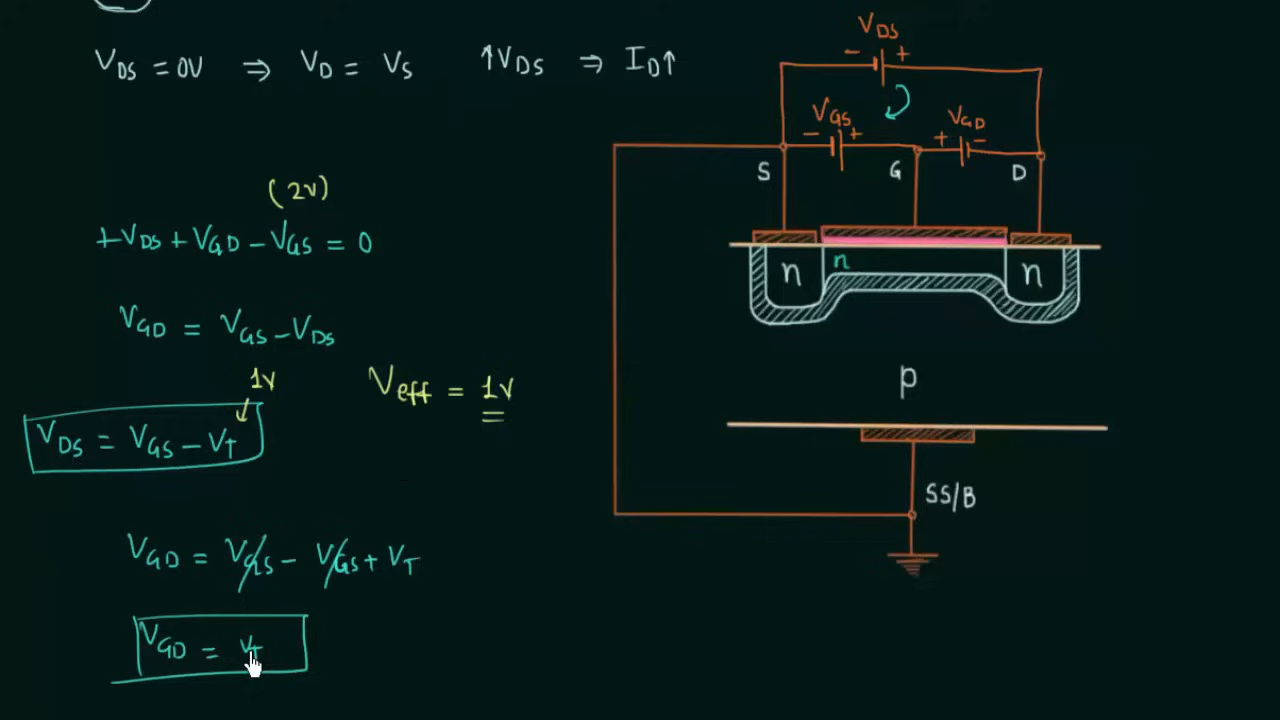 V_DS = 0V ⇒ V_D = V_S ↑V_DS ⇒ I_D↑
(2V)
+V_DS + V_GD - V_GS = 0
V_GD = V_GS - V_DS
1V
V_eff = 1V
V_DS = V_GS - V_T
V_GD = V_GS - V_GS + V_T
V_GD = V_T
V_DS
- +
V_GS V_GD
- + + -
S G D
n n n
p
SS/B